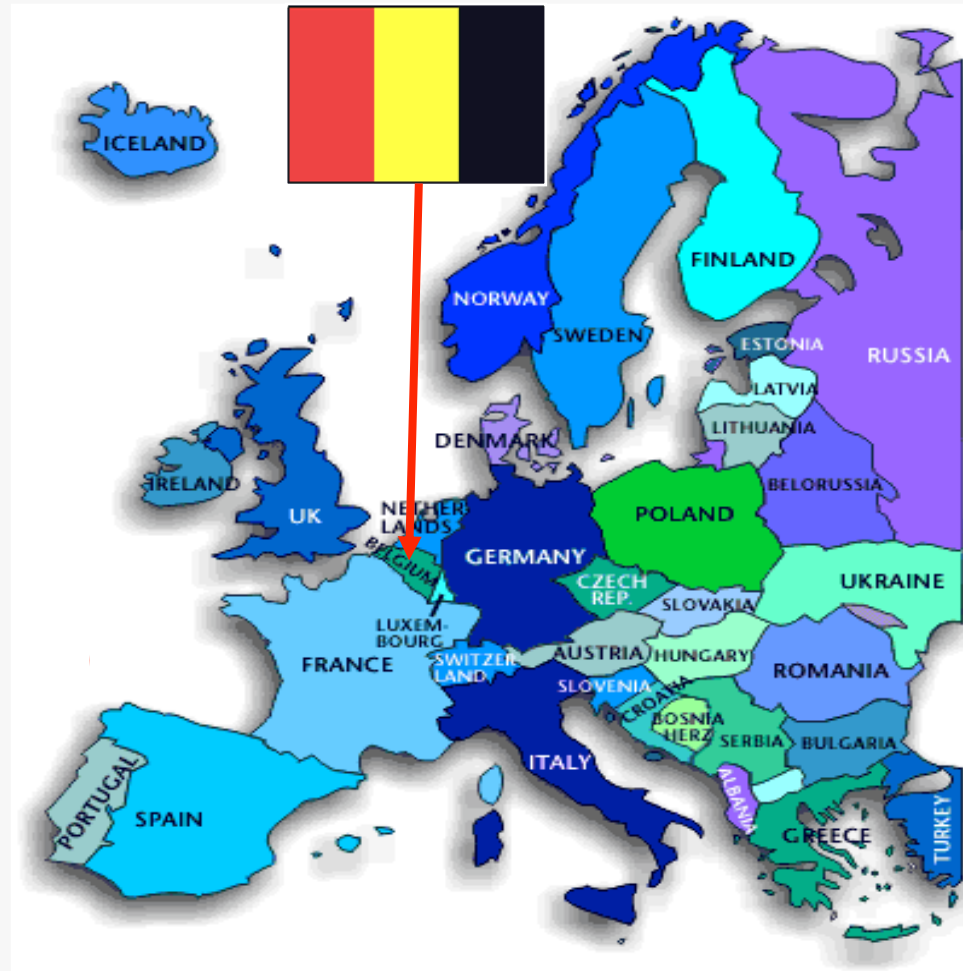 ICELAND
NORWAY
SWEDEN
FINLAND
RUSSIA
ESTONIA
LATVIA
LITHUANIA
DENMARK
IRELAND
UK
NETHER
LANDS
BELGIUM
GERMANY
POLAND
BELORUSSIA
CZECH
REP.
UKRAINE
SLOVAKIA
LUXEM-
BOURG
FRANCE
SWITZER
LAND
AUSTRIA
HUNGARY
ROMANIA
SLOVENIA
CROATIA
BOSNIA
HERZ
SERBIA
BULGARIA
ITALY
PORTUGAL
SPAIN
ALBANIA
GREECE
TURKEY